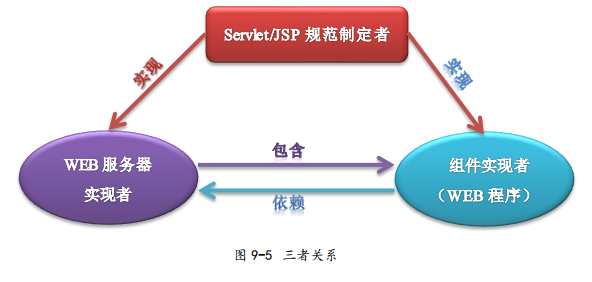 Servlet/JSP 规范制定者
实现
实现
WEB 服务器
实现者
包含
依赖
组件实现者
（WEB 程序）
图 9-5 三者关系